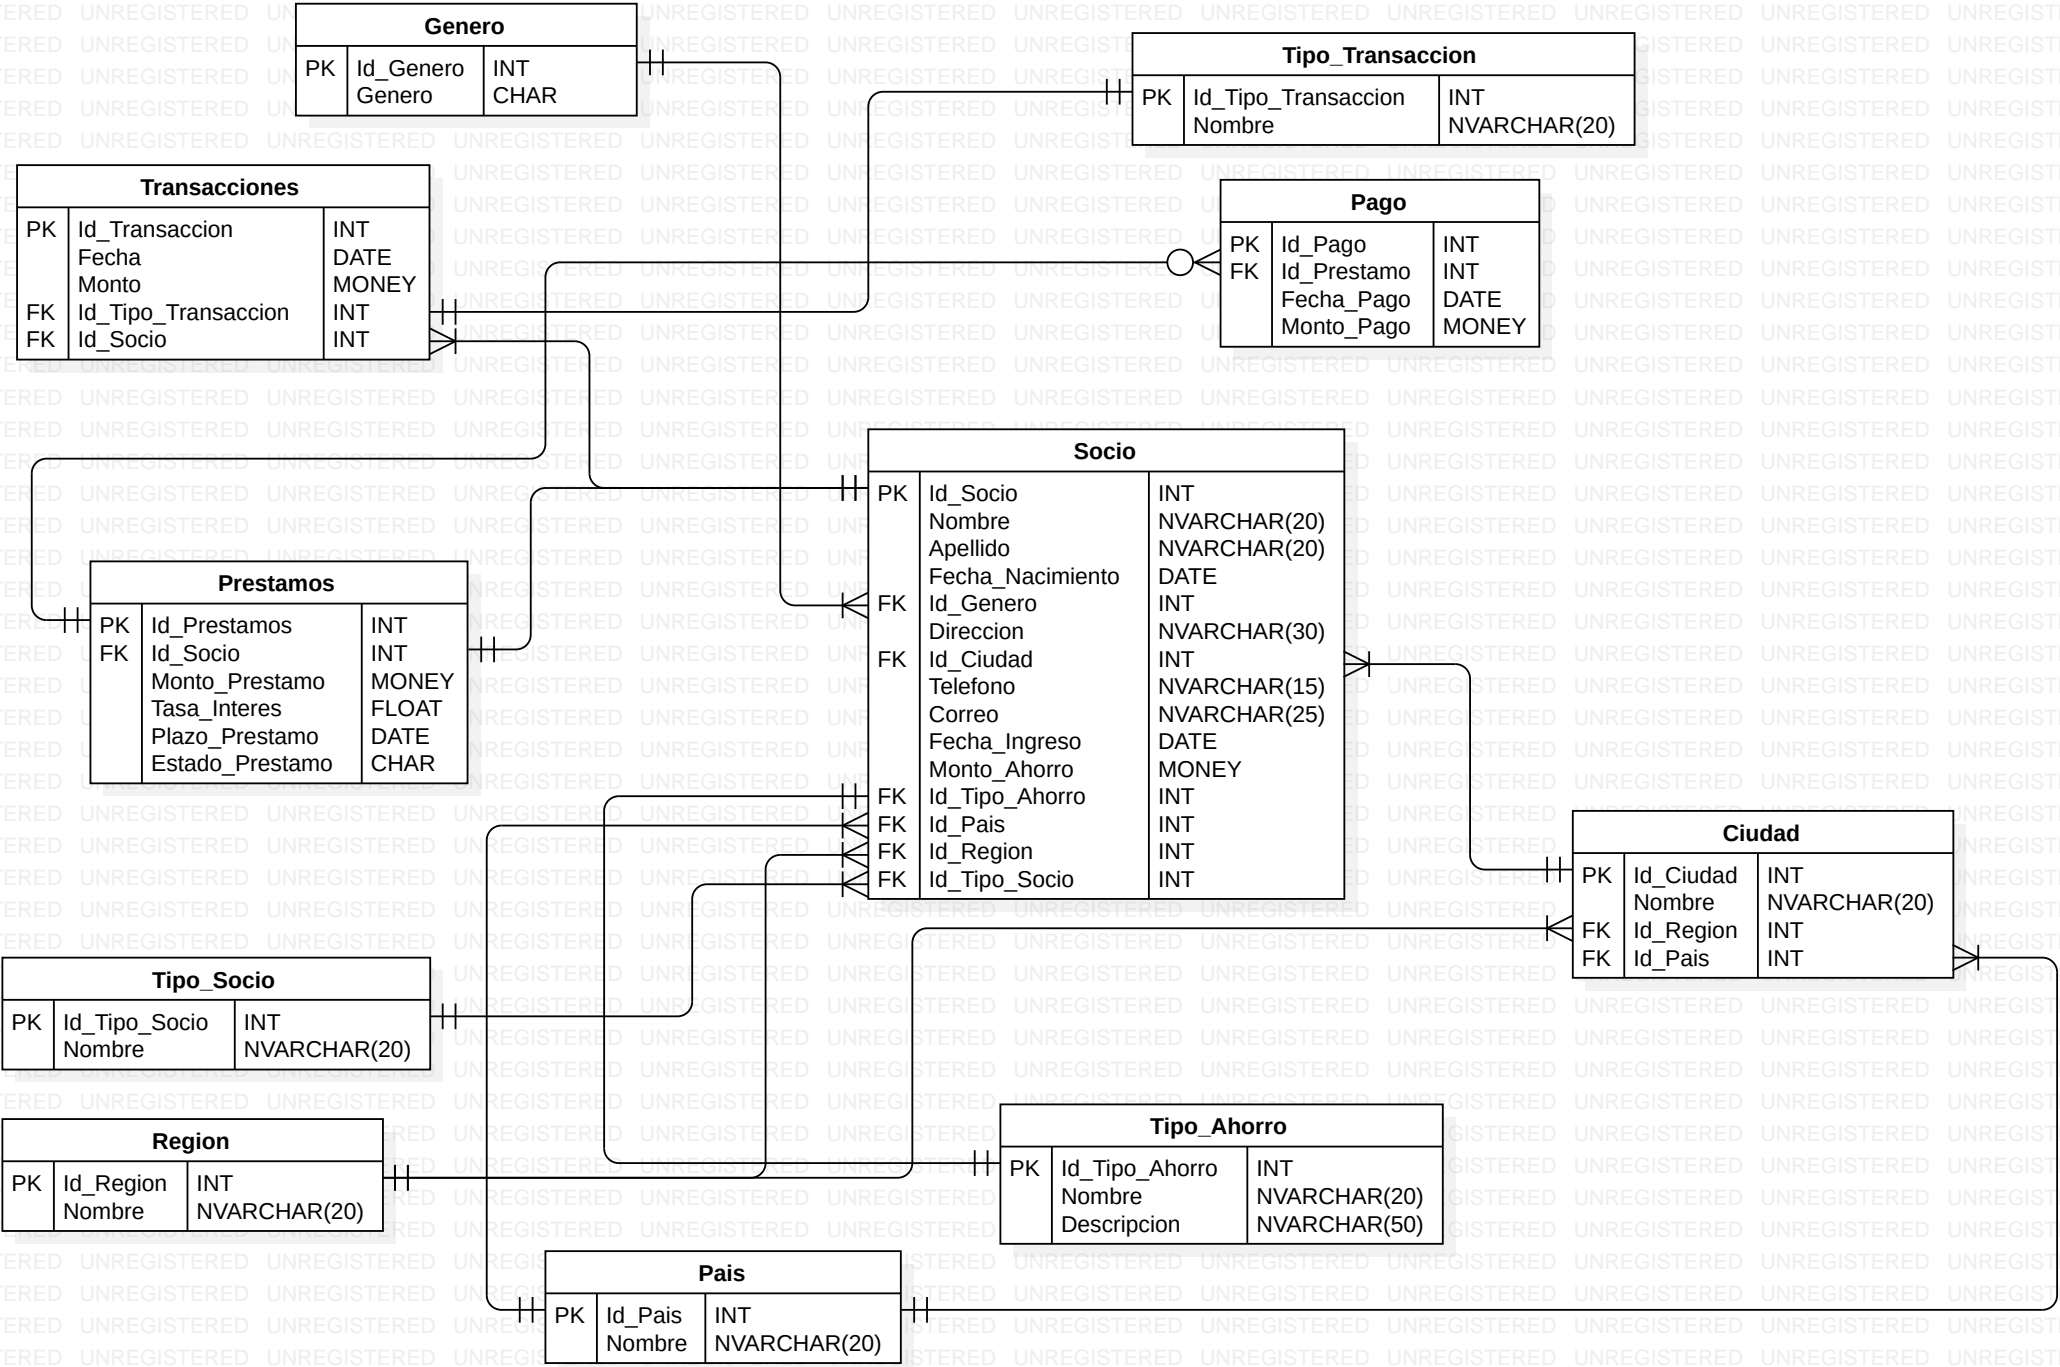 Genero
PK Id_Genero INT
Genero CHAR
Tipo_Transaccion
PK Id_Tipo_Transaccion INT
Nombre NVARCHAR(20)
Transacciones
PK Id_Transaccion INT
Fecha DATE
Monto MONEY
FK Id_Tipo_Transaccion INT
FK Id_Socio INT
Pago
PK Id_Pago INT
FK Id_Prestamo INT
Fecha_Pago DATE
Monto_Pago MONEY
Socio
PK Id_Socio INT
Nombre NVARCHAR(20)
Apellido NVARCHAR(20)
Fecha_Nacimiento DATE
FK Id_Genero INT
Direccion NVARCHAR(30)
FK Id_Ciudad INT
Telefono NVARCHAR(15)
Correo NVARCHAR(25)
Fecha_Ingreso DATE
Monto_Ahorro MONEY
FK Id_Tipo_Ahorro INT
FK Id_Pais INT
FK Id_Region INT
FK Id_Tipo_Socio INT
Prestamos
PK Id_Prestamos INT
FK Id_Socio INT
Monto_Prestamo MONEY
Tasa_Interes FLOAT
Plazo_Prestamo DATE
Estado_Prestamo CHAR
Ciudad
PK Id_Ciudad INT
Nombre NVARCHAR(20)
FK Id_Region INT
FK Id_Pais INT
Tipo_Socio
PK Id_Tipo_Socio INT
Nombre NVARCHAR(20)
Region
PK Id_Region INT
Nombre NVARCHAR(20)
Tipo_Ahorro
PK Id_Tipo_Ahorro INT
Nombre NVARCHAR(20)
Descripcion NVARCHAR(50)
Pais
PK Id_Pais INT
Nombre NVARCHAR(20)
UNREGISTERED